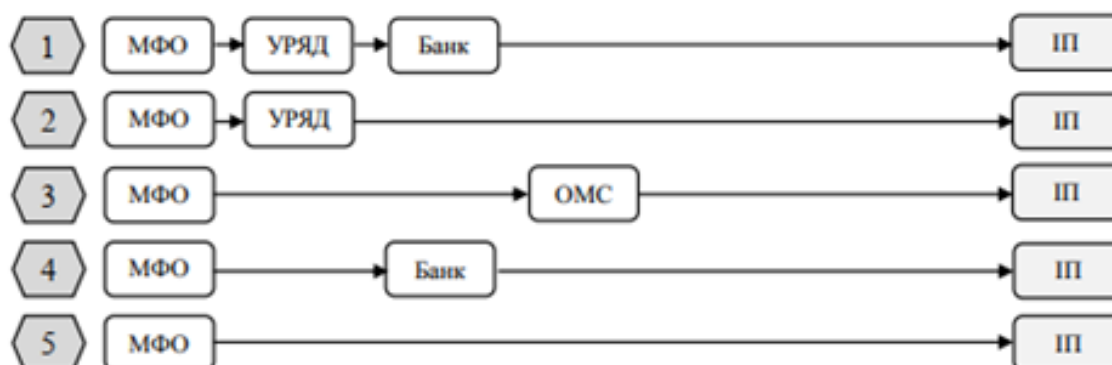 1 МФО УРЯД Банк ІП
2 МФО УРЯД ІП
3 МФО ОМС ІП
4 МФО Банк ІП
5 МФО ІП